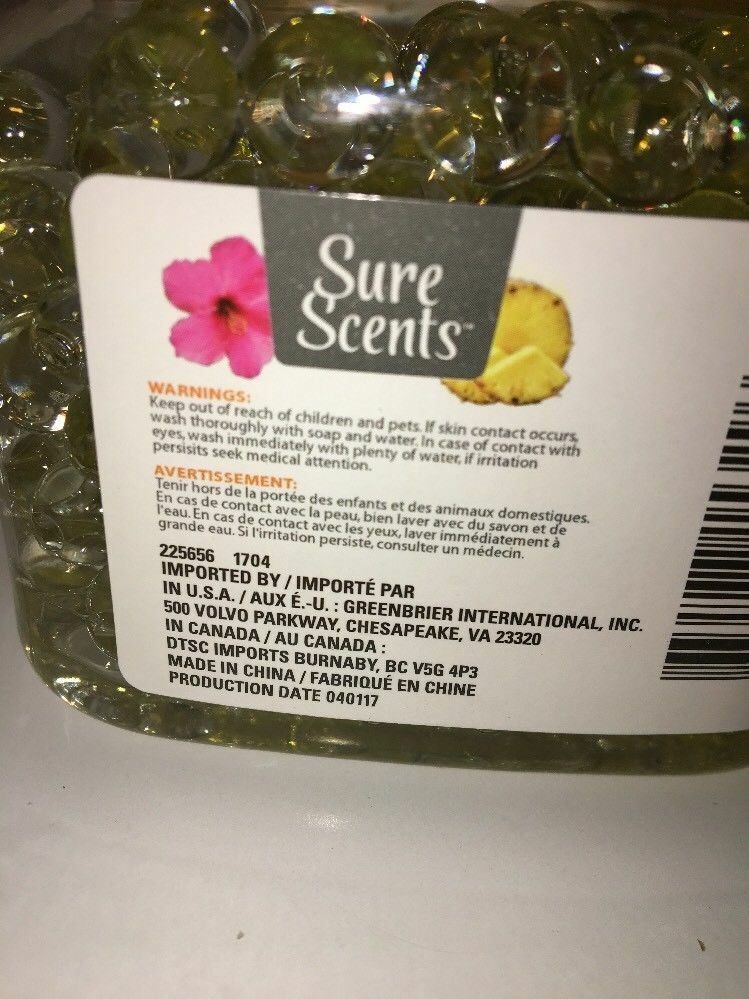 Sure
Scents™
WARNINGS:
Keep out of reach of children and pets. If skin contact occurs,
wash thoroughly with soap and water. In case of contact with
eyes, wash immediately with plenty of water, if irritation
persisits seek medical attention.
AVERTISSEMENT:
Tenir hors de la portée des enfants et des animaux domestiques.
En cas de contact avec la peau, bien laver avec du savon et de
l'eau. En cas de contact avec les yeux, laver immédiatement à
grande eau. Si l'irritation persiste, consulter un médecin.
225656 1704
IMPORTED BY / IMPORTÉ PAR
IN U.S.A. / AUX É.-U. : GREENBRIER INTERNATIONAL, INC.
500 VOLVO PARKWAY, CHESAPEAKE, VA 23320
IN CANADA / AU CANADA :
DTSC IMPORTS BURNABY, BC V5G 4P3
MADE IN CHINA / FABRIQUÉ EN CHINE
PRODUCTION DATE 040117